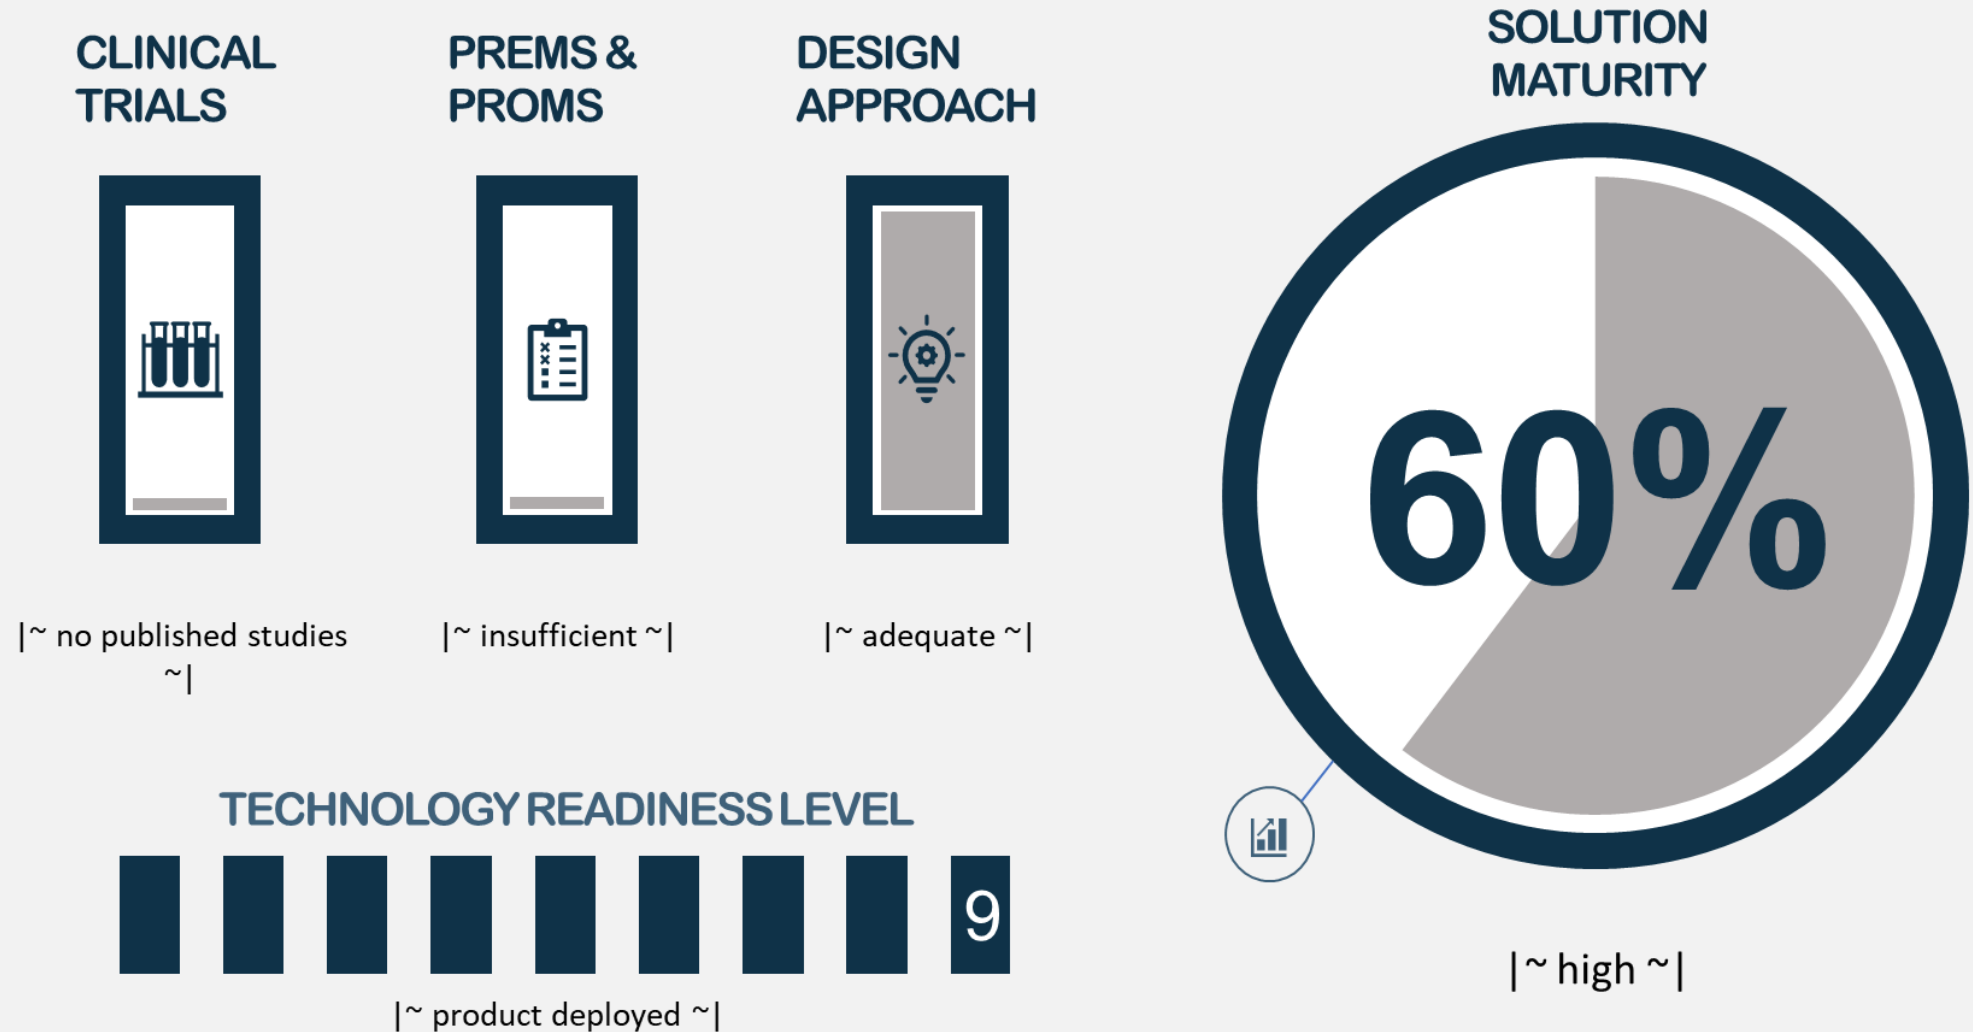 CLINICAL
TRIALS
PREMS &
PROMS
DESIGN
APPROACH
SOLUTION
MATURITY
60%
|~ no published studies
~|
|~ insufficient ~|
|~ adequate ~|
TECHNOLOGY READINESS LEVEL
9
|~ product deployed ~|
|~ high ~|